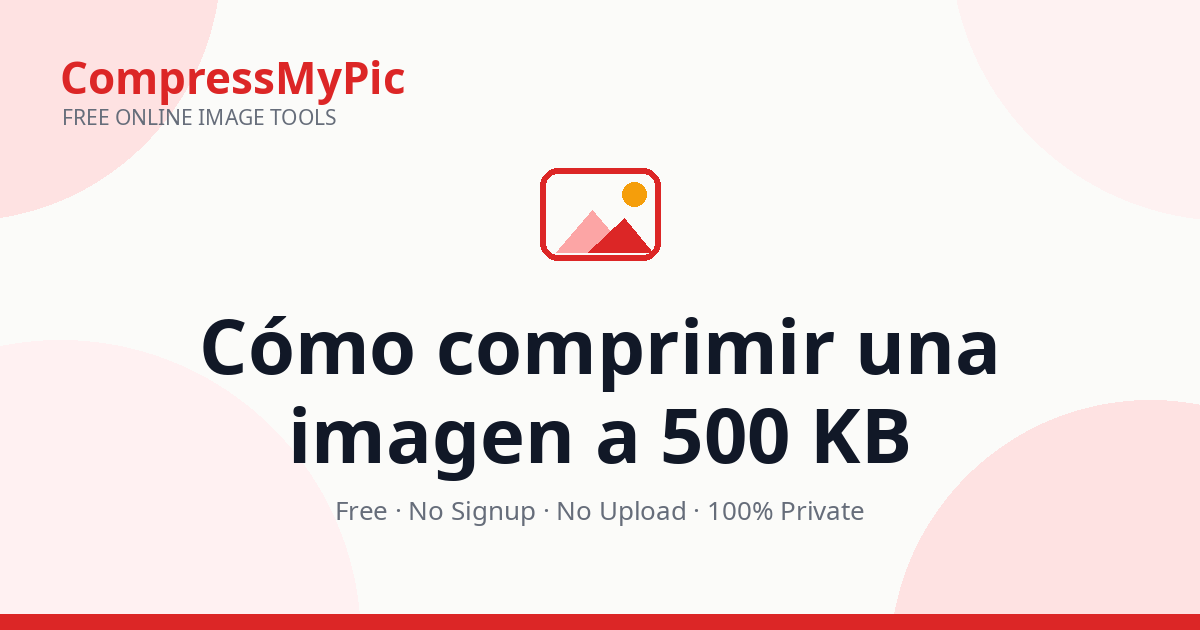 CompressMyPic
FREE ONLINE IMAGE TOOLS
Cómo comprimir una
imagen a 500 KB
Free · No Signup · No Upload · 100% Private